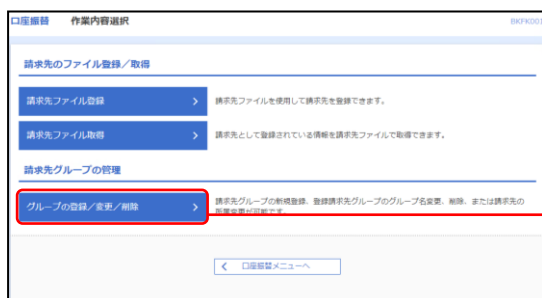 口座振替 作業内容選択 BKFK001
請求先のファイル登録／取得
請求先ファイル登録
請求先ファイルを使用して請求先を登録できます。
請求先ファイル取得
請求先として登録されている情報を請求先ファイルで取得できます。
請求先グループの管理
グループの登録／変更／削除
請求先グループの新規登録、登録請求先グループのグループ名変更、削除、または請求先の
所属変更が可能です。
口座振替メニューへ